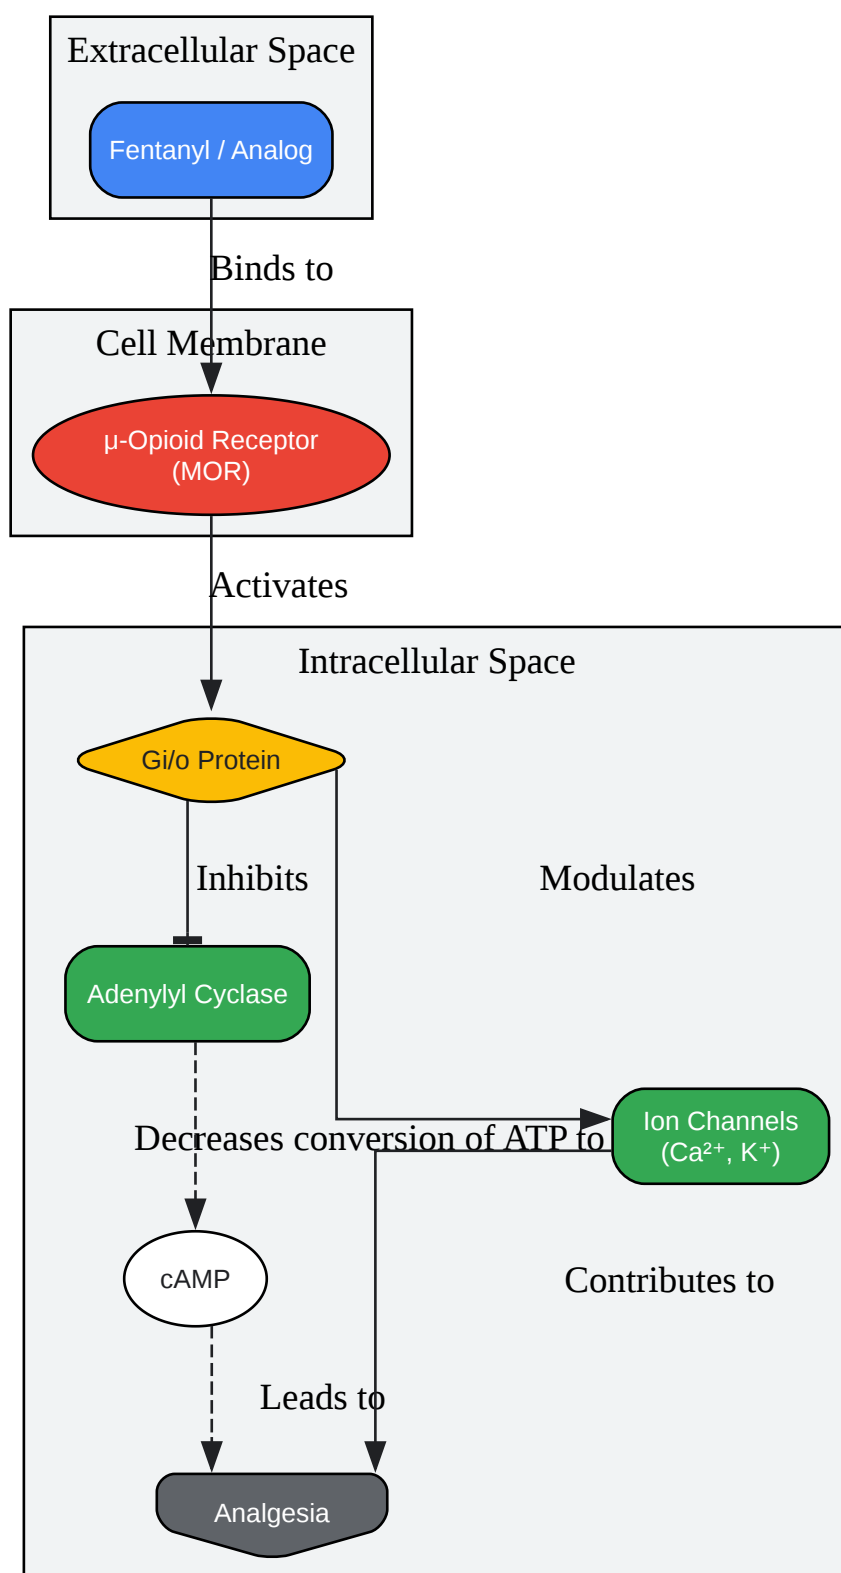 Extracellular Space
Fentanyl / Analog
Binds to
Cell Membrane
μ-Opioid Receptor
(MOR)
Activates
Intracellular Space
Gi/o Protein
Inhibits
Modulates
Adenylyl Cyclase
Ion Channels
(Ca²⁺, K⁺)
Decreases conversion of ATP to
cAMP
Contributes to
Leads to
Analgesia